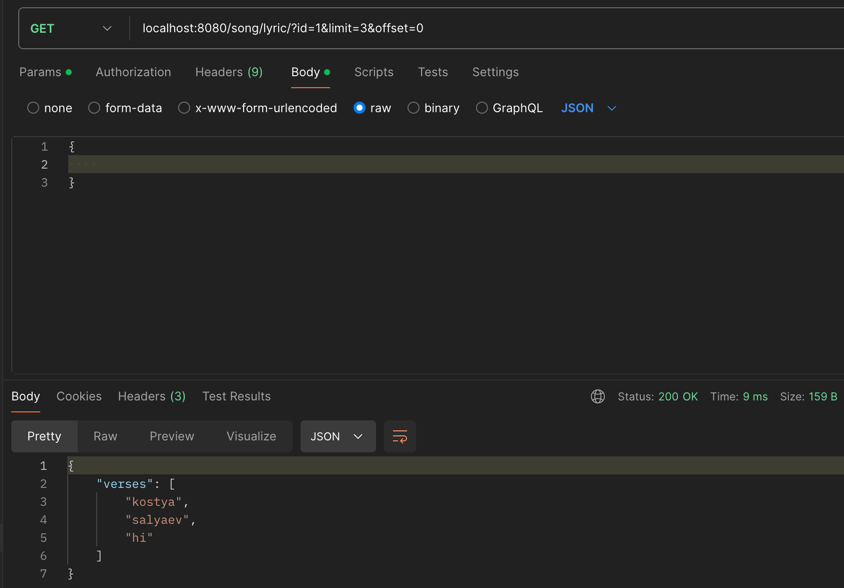 GET localhost:8080/song/lyric/?id=1&limit=3&offset=0
Params Authorization Headers (9) Body Scripts Tests Settings
none form-data x-www-form-urlencoded raw binary GraphQL JSON
1 {
2
3 }
Body Cookies Headers (3) Test Results Status: 200 OK Time: 9 ms Size: 159 B
Pretty Raw Preview Visualize JSON
1 {
2 "verses": [
3 "kostya",
4 "salyaev",
5 "hi"
6 ]
7 }